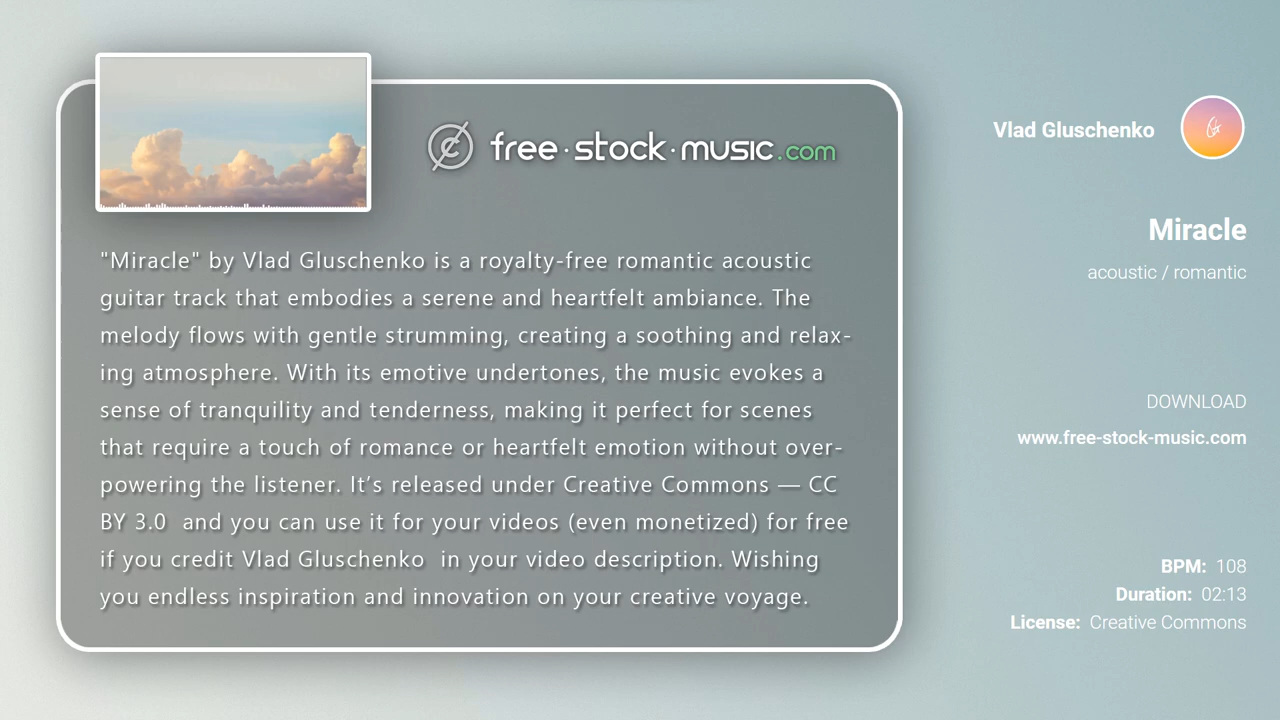 free·stock·music.com
"Miracle" by Vlad Gluschenko is a royalty-free romantic acoustic
guitar track that embodies a serene and heartfelt ambiance. The
melody flows with gentle strumming, creating a soothing and relax-
ing atmosphere. With its emotive undertones, the music evokes a
sense of tranquility and tenderness, making it perfect for scenes
that require a touch of romance or heartfelt emotion without over-
powering the listener. It’s released under Creative Commons — CC
BY 3.0  and you can use it for your videos (even monetized) for free
if you credit Vlad Gluschenko  in your video description. Wishing
you endless inspiration and innovation on your creative voyage.
Vlad Gluschenko
Miracle
acoustic / romantic
DOWNLOAD
www.free-stock-music.com
BPM: 108
Duration: 02:13
License: Creative Commons